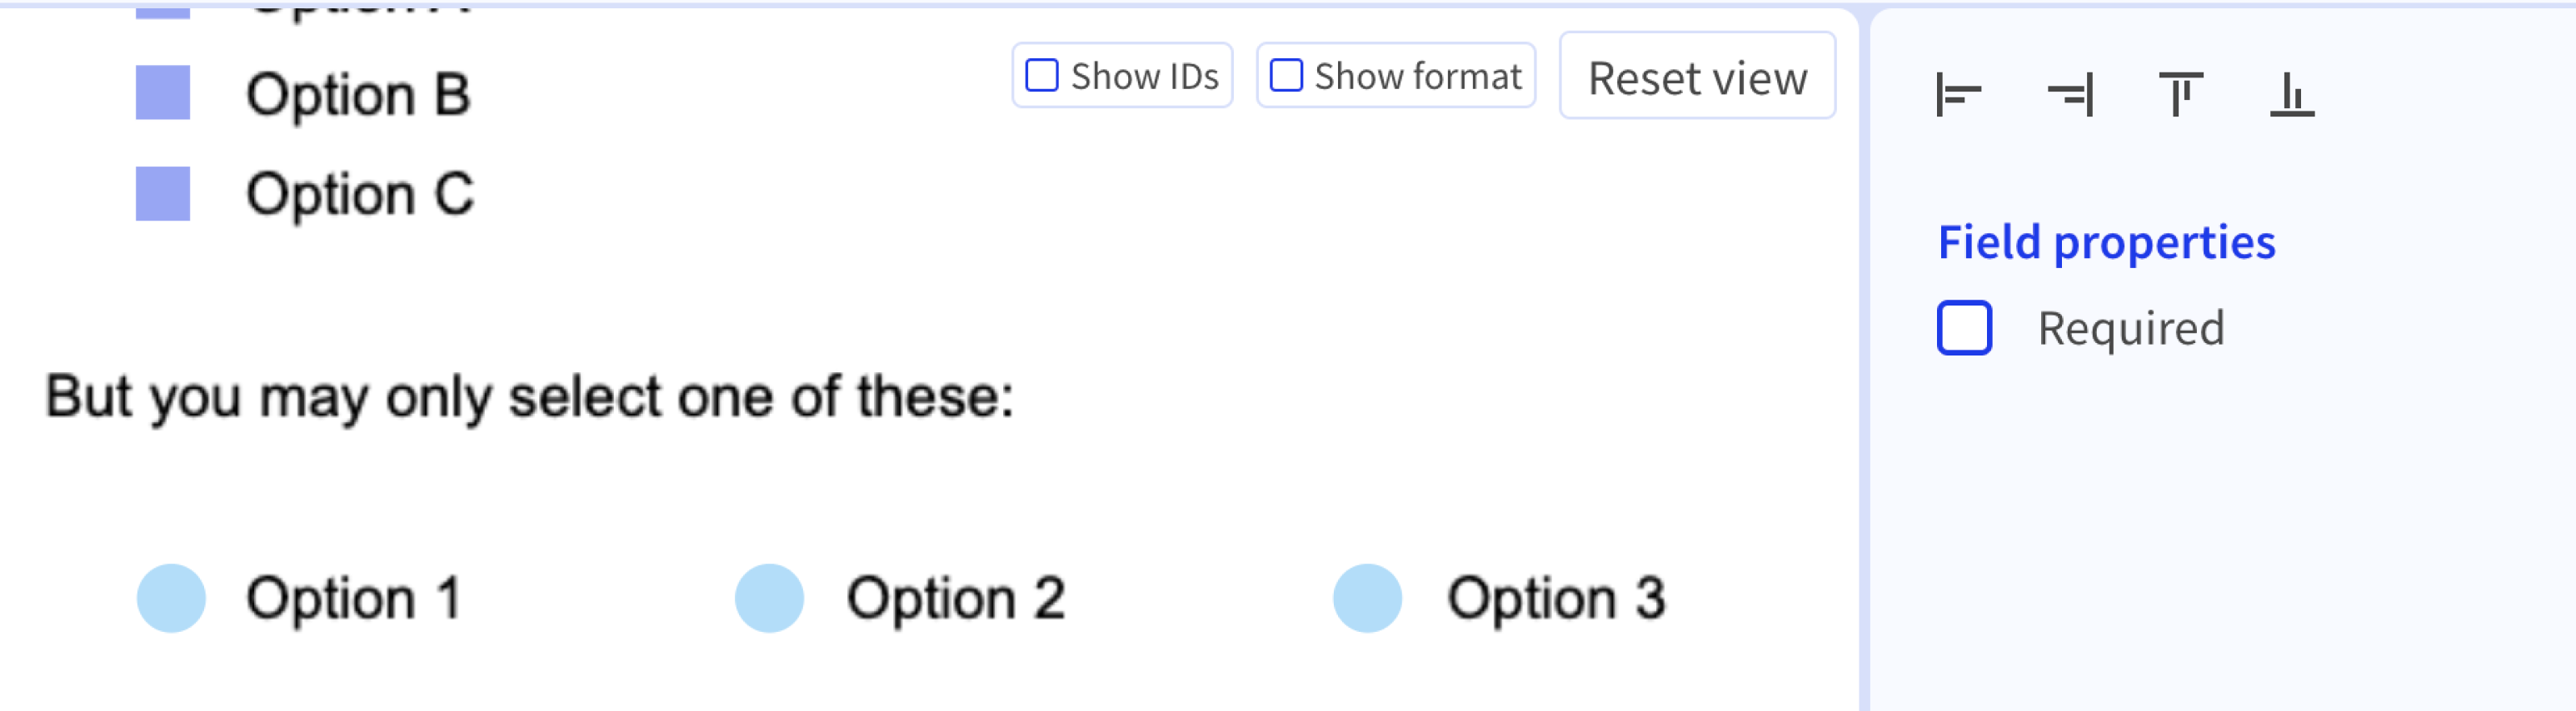 Option A
Option B
Option C
Show IDs
Show format
Reset view
But you may only select one of these:
Option 1
Option 2
Option 3
Field properties
Required